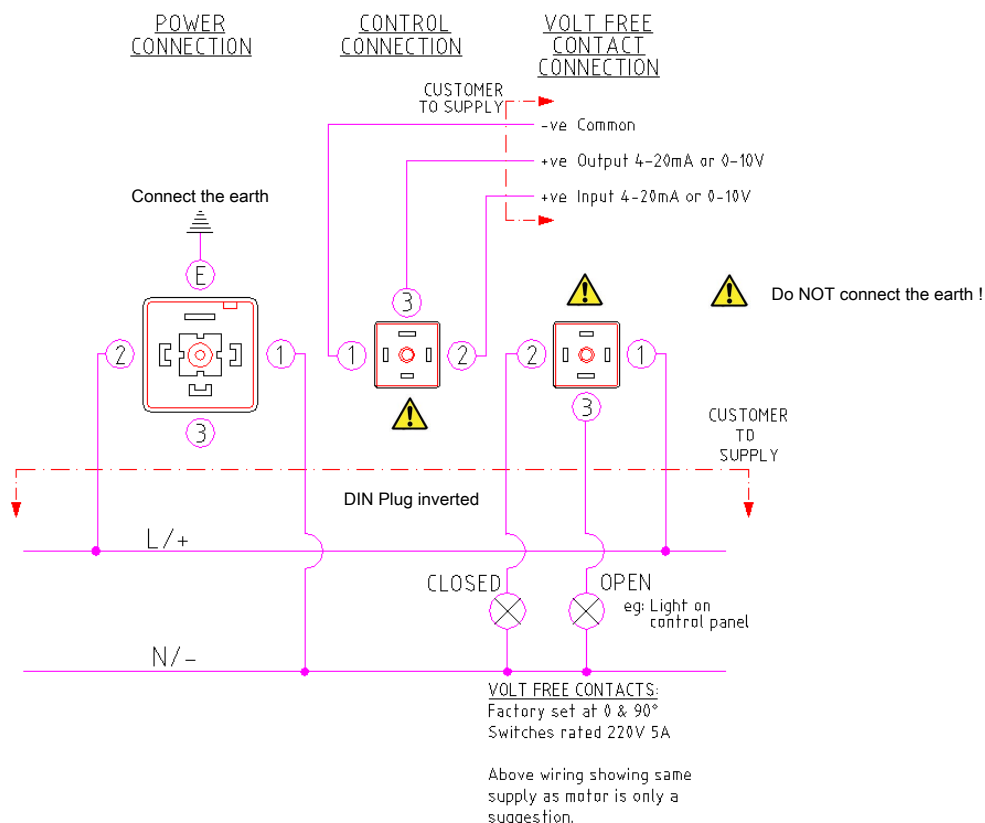 POWER
CONNECTION
CONTROL
CONNECTION
VOLT FREE
CONTACT
CONNECTION
CUSTOMER
TO SUPPLY
-ve Common
+ve Output 4-20mA or 0-10V
+ve Input 4-20mA or 0-10V
Connect the earth
E
2
1
3
3
1
2
2
1
3
Do NOT connect the earth !
CUSTOMER
TO
SUPPLY
DIN Plug inverted
L/+
CLOSED
OPEN
eg: Light on
control panel
N/-
VOLT FREE CONTACTS:
Factory set at 0 & 90°
Switches rated 220V 5A
Above wiring showing same
supply as motor is only a
suggestion.